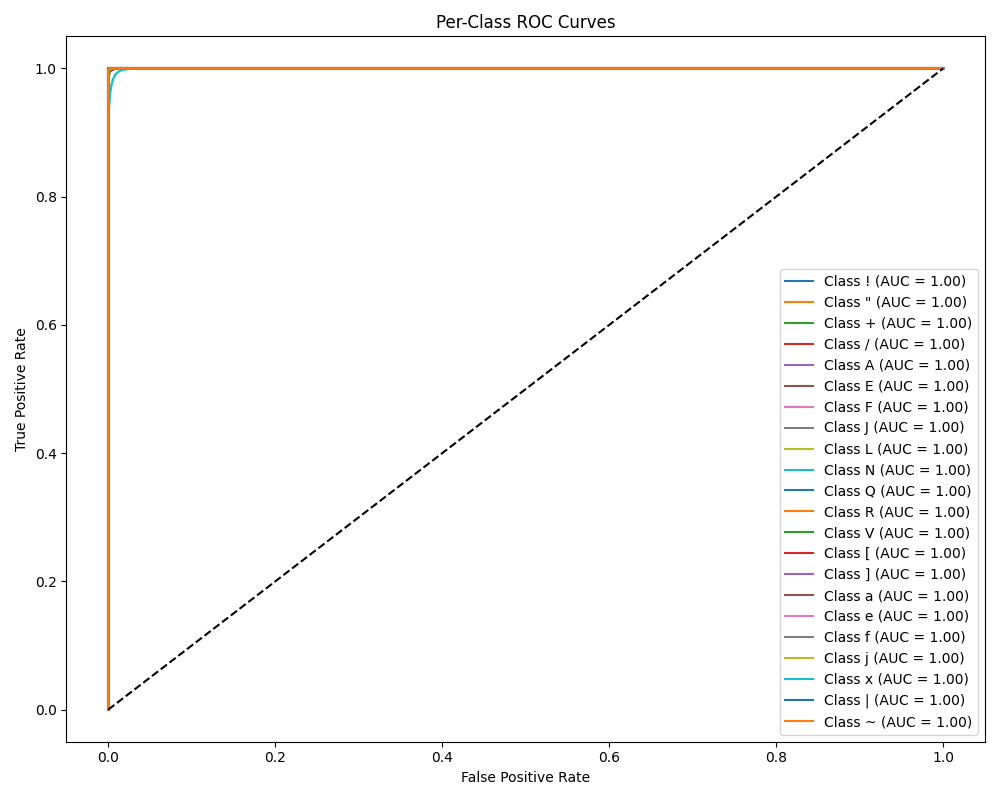 Per-Class ROC Curves
True Positive Rate
1.0
0.8
0.6
0.4
0.2
0.0
Class ! (AUC = 1.00)
Class " (AUC = 1.00)
Class + (AUC = 1.00)
Class / (AUC = 1.00)
Class A (AUC = 1.00)
Class E (AUC = 1.00)
Class F (AUC = 1.00)
Class J (AUC = 1.00)
Class L (AUC = 1.00)
Class N (AUC = 1.00)
Class Q (AUC = 1.00)
Class R (AUC = 1.00)
Class V (AUC = 1.00)
Class [ (AUC = 1.00)
Class ] (AUC = 1.00)
Class a (AUC = 1.00)
Class e (AUC = 1.00)
Class f (AUC = 1.00)
Class j (AUC = 1.00)
Class x (AUC = 1.00)
Class | (AUC = 1.00)
Class ~ (AUC = 1.00)
0.0 0.2 0.4 0.6 0.8 1.0
False Positive Rate